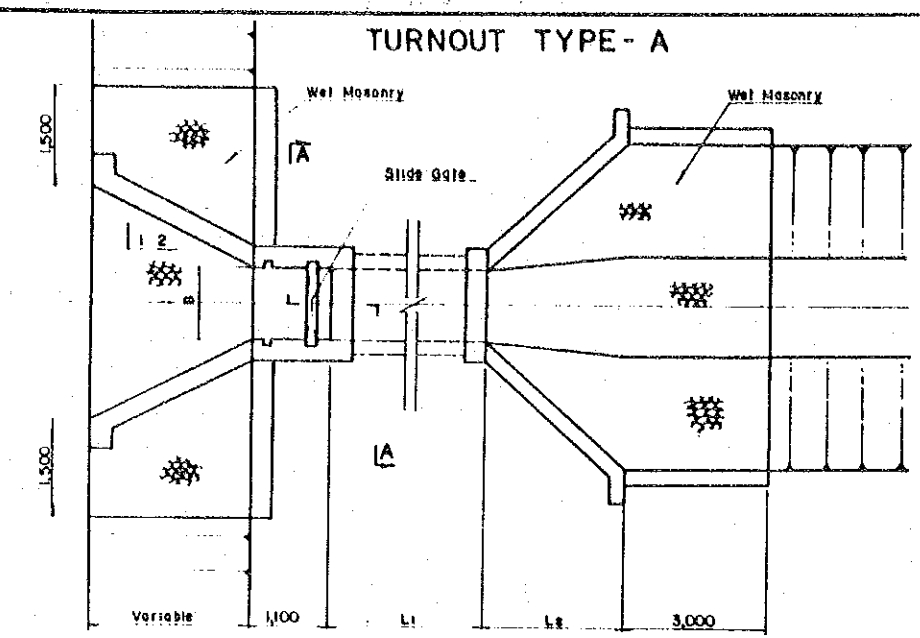 TURNOUT TYPE - A
Wet Masonry
Wet Masonry
1,500
A
Slide Gate
1 2
B
A
1,500
Variable
1,100
L1
L2
3,000